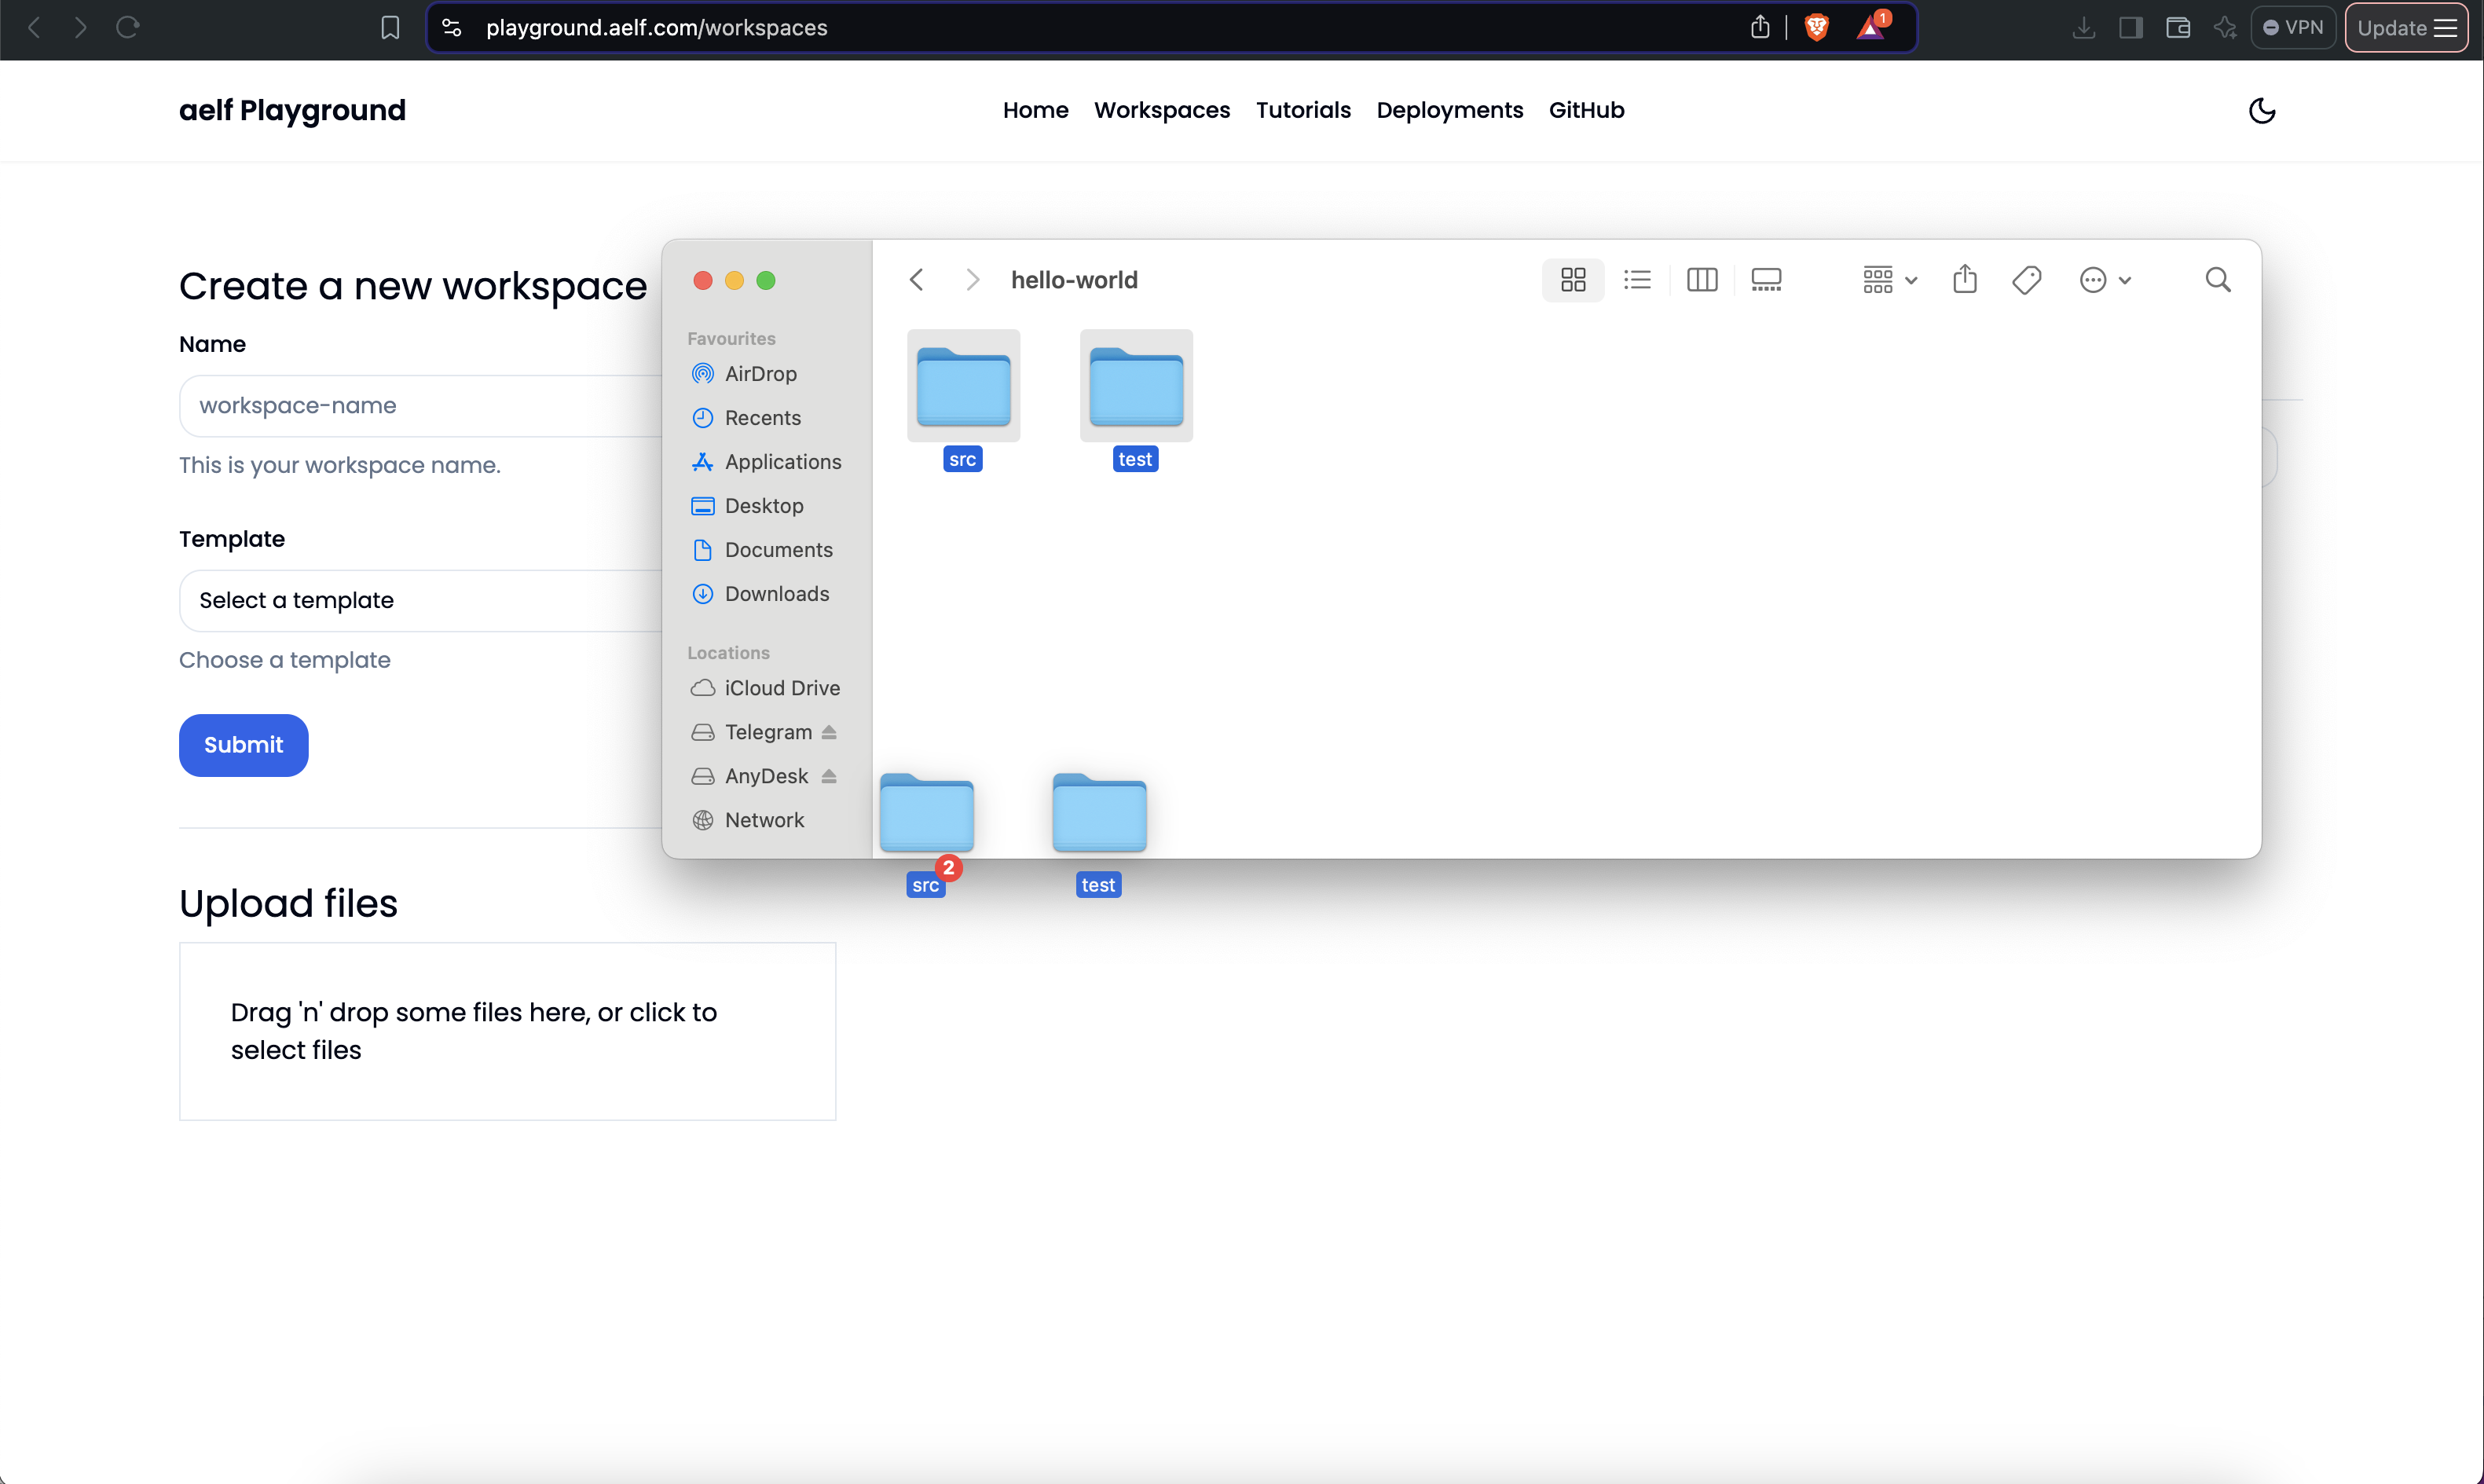 playground.aelf.com/workspaces
1
VPN
Update
aelf Playground
Home
Workspaces
Tutorials
Deployments
GitHub
Create a new workspace
Name
workspace-name
This is your workspace name.
Template
Select a template
Choose a template
Submit
Upload files
Drag 'n' drop some files here, or click to
select files
hello-world
Favourites
AirDrop
Recents
Applications
Desktop
Documents
Downloads
Locations
iCloud Drive
Telegram
AnyDesk
Network
src
test
2
src
test